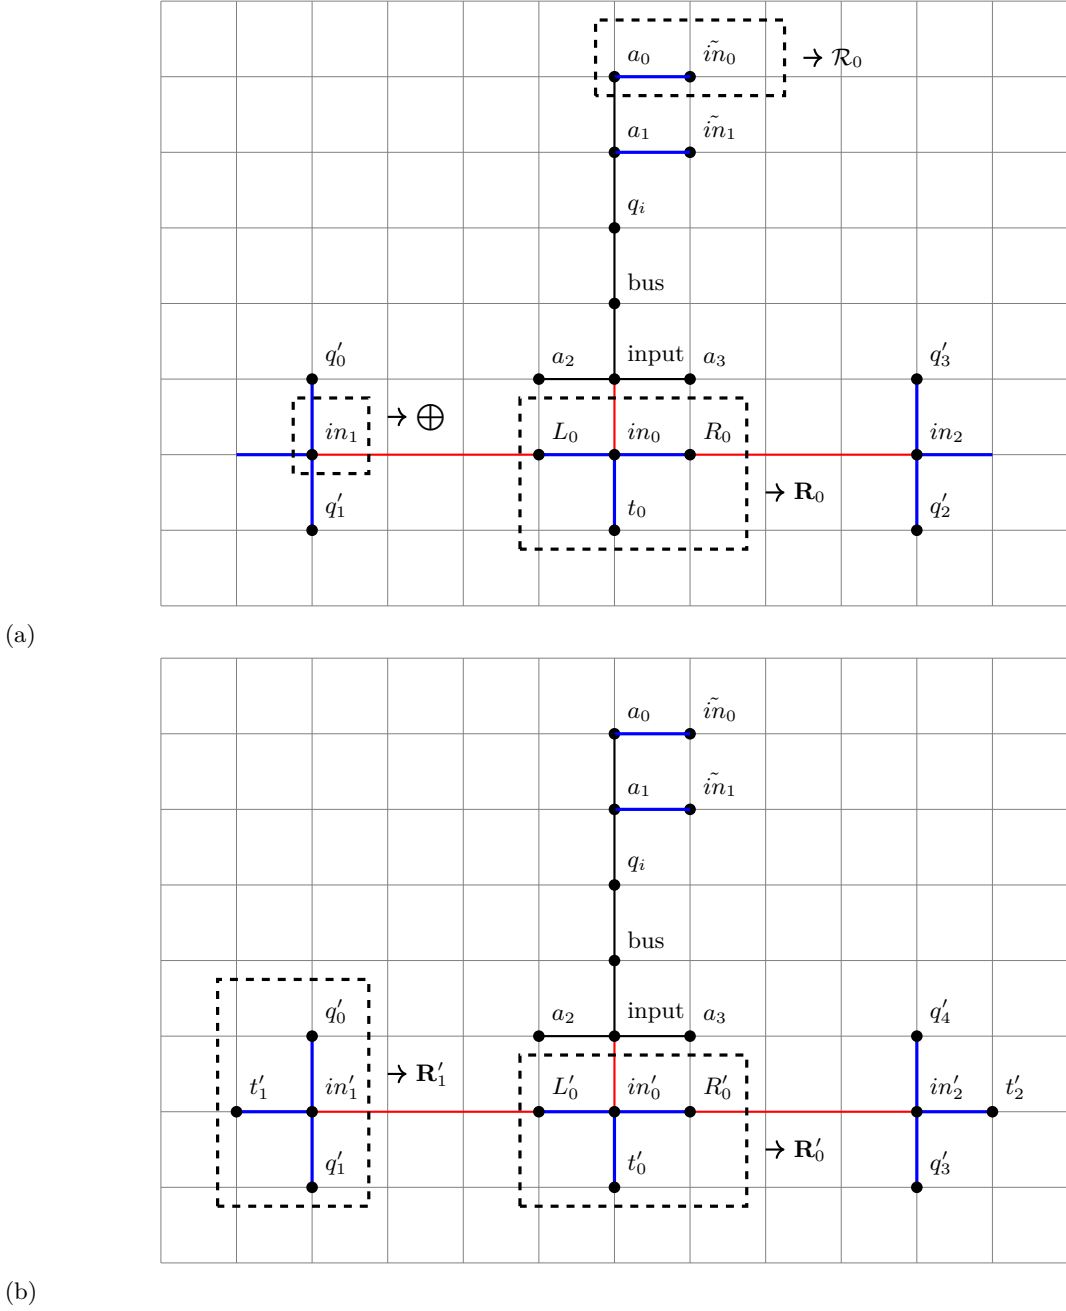 a₀ ĩn₀ → 𝓡₀
a₁ ĩn₁
qᵢ
bus
q′₀ a₂ input a₃ q′₃
→ ⊕
in₁ L₀ in₀ R₀ in₂
→ 𝐑₀
q′₁ t₀ q′₂
(a)
a₀ ĩn₀
a₁ ĩn₁
qᵢ
bus
q′₀ a₂ input a₃ q′₄
→ 𝐑′₁
t′₁ in′₁ L′₀ in′₀ R′₀ in′₂ t′₂
→ 𝐑′₀
q′₁ t′₀ q′₃
(b)